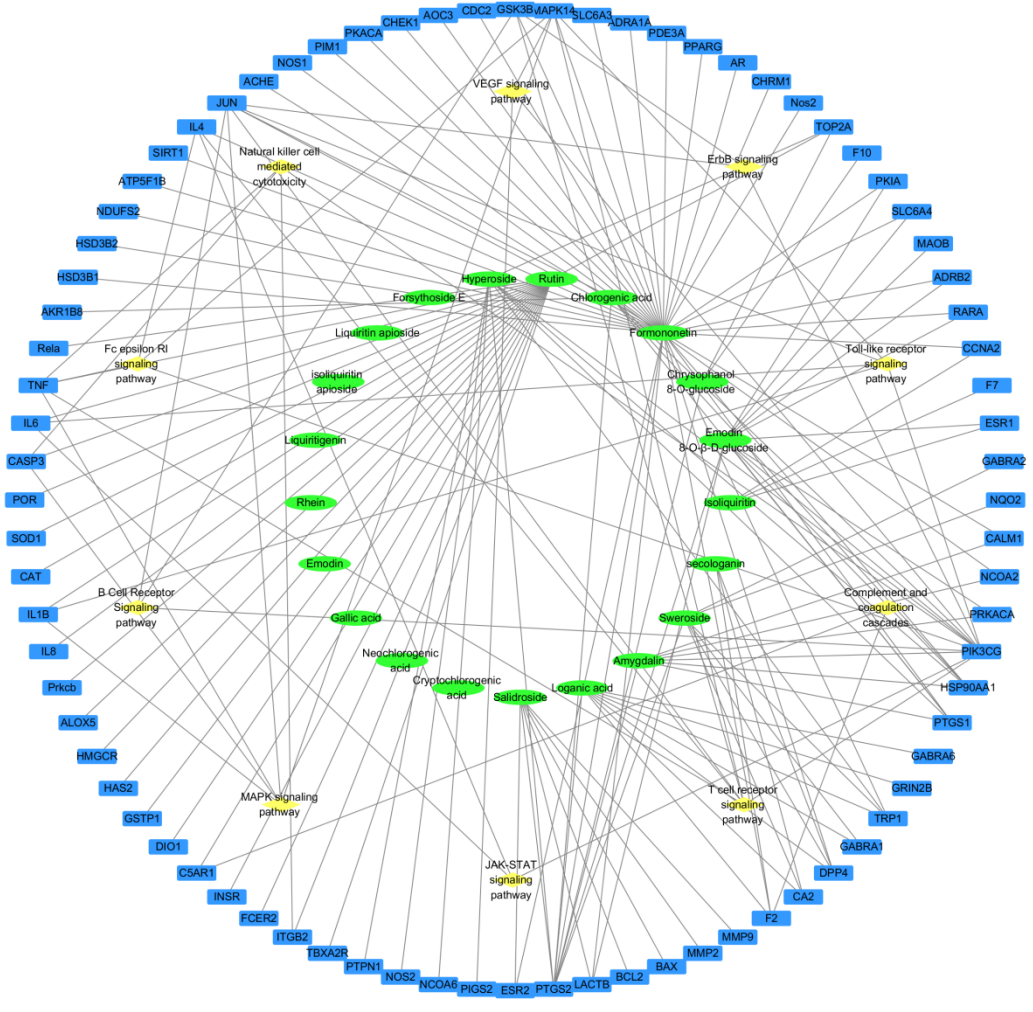 GSK3B
MAPK14
CDC2
SLC6A3
AOC3
ADRA1A
CHEK1
PDE3A
PKACA
PPARG
PIM1
AR
NOS1
CHRM1
ACHE
VEGF signaling
pathway
Nos2
JUN
TOP2A
IL4
Natural killer cell
mediated
cytotoxicity
ErbB signaling
pathway
F10
SIRT1
PKIA
ATP5F1B
SLC6A4
NDUFS2
MAOB
HSD3B2
ADRB2
HSD3B1
Hyperoside
Rutin
Forsythoside E
Chlorogenic acid
AKR1B8
RARA
Liquiritin apioside
Formononetin
Rela
Fc epsilon RI
signaling
pathway
Toll-like receptor
signaling
pathway
CCNA2
TNF
isoliquiritin
apioside
Chrysophanol
8-O-glucoside
F7
IL6
ESR1
Liquiritigenin
Emodin
8-O-β-D-glucoside
CASP3
GABRA2
POR
Rhein
Isoliquiritin
NQO2
SOD1
CALM1
CAT
Emodin
secologanin
NCOA2
IL1B
B Cell Receptor
Signaling
pathway
Complement and
coagulation
cascades
PRKACA
Gallic acid
Sweroside
IL8
PIK3CG
Neochlorogenic
acid
Amygdalin
Prkcb
Cryptochlorogenic
acid
Salidroside
Loganic acid
HSP90AA1
ALOX5
PTGS1
HMGCR
GABRA6
HAS2
GRIN2B
MAPK signaling
pathway
T cell receptor
signaling
pathway
GSTP1
TRP1
DIO1
GABRA1
C5AR1
JAK-STAT
signaling
pathway
DPP4
INSR
CA2
FCER2
F2
ITGB2
MMP9
TBXA2R
MMP2
PTPN1
BAX
NOS2
BCL2
NCOA6
LACTB
PIGS2
ESR2
PTGS2